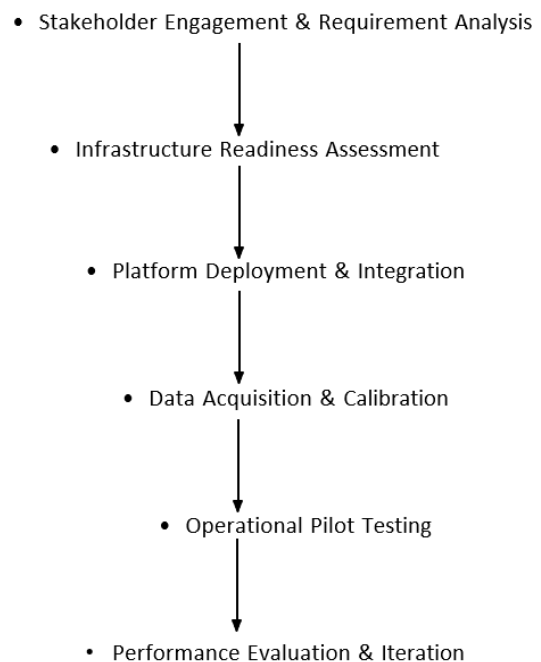 • Stakeholder Engagement & Requirement Analysis
• Infrastructure Readiness Assessment
• Platform Deployment & Integration
• Data Acquisition & Calibration
• Operational Pilot Testing
• Performance Evaluation & Iteration